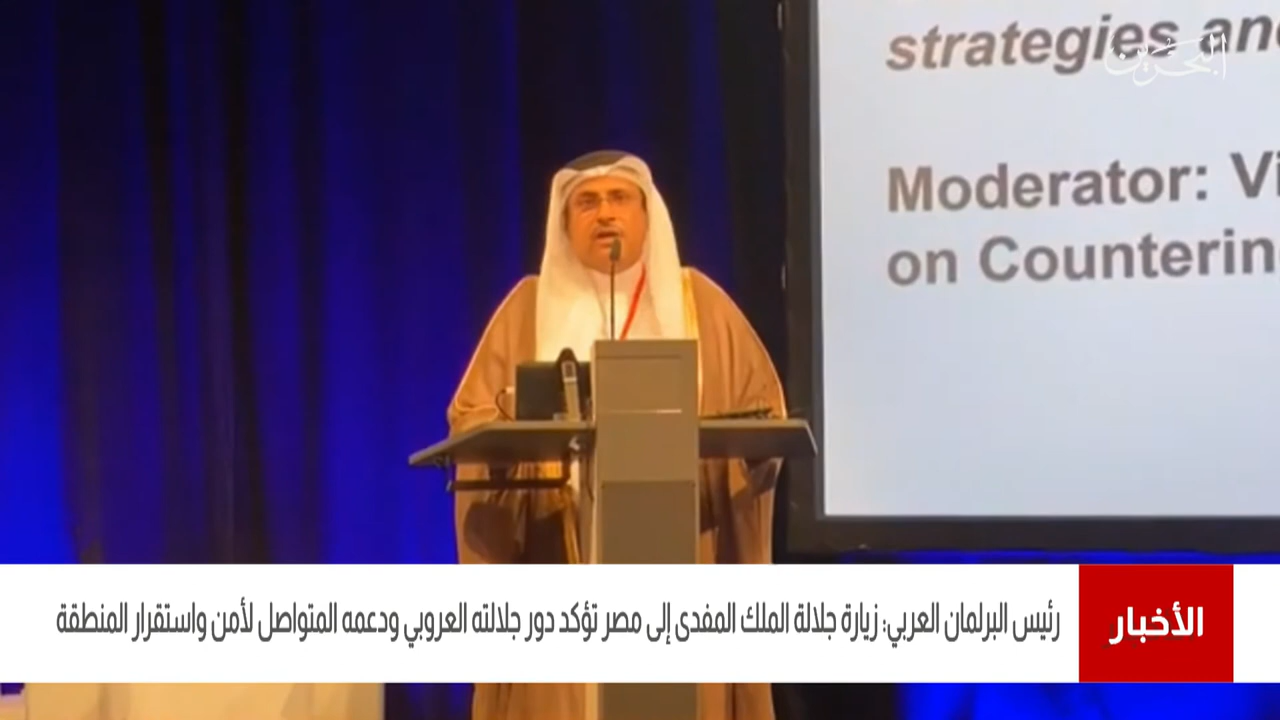 strategies and
البحرين
Moderator: Vi
on Counterin
الأخبار
رئيس البرلمان العربي: زيارة جلالة الملك المفدى إلى مصر تؤكد دور جلالته العروبي ودعمه المتواصل لأمن واستقرار المنطقة